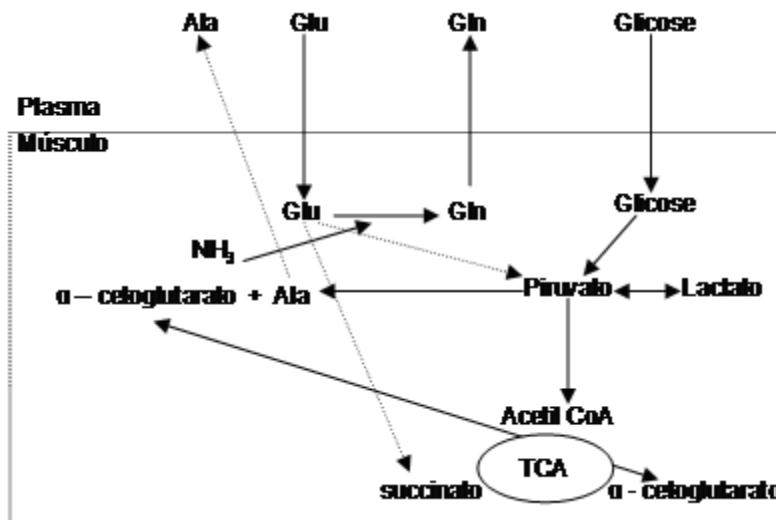 Ala Glu Gln Glicose
Plasma
Músculo
Glu Gln Glicose
NH3
α – cetoglutarato + Ala Piruvato Lactato
Acetil CoA
TCA
succinato α - cetoglutarato